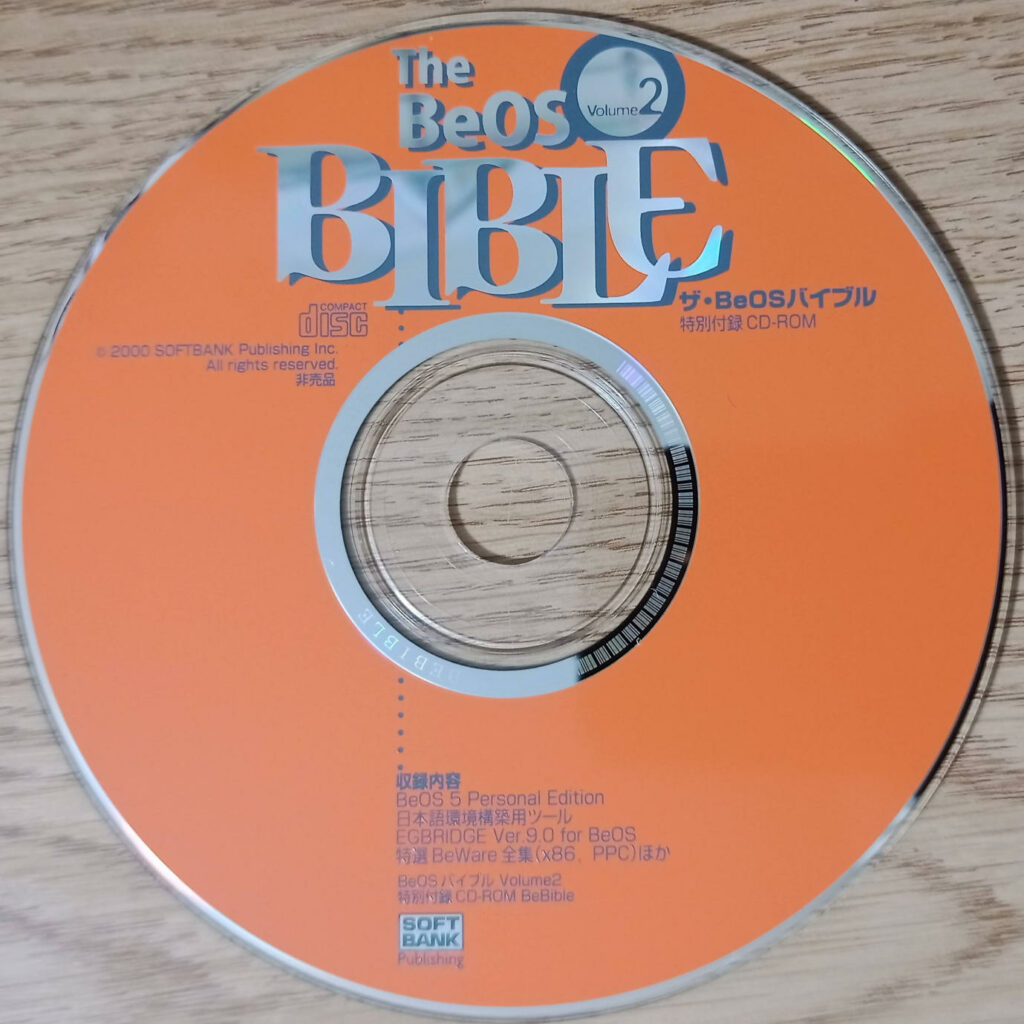 The
BeOS
Volume 2
BIBLE
ザ・BeOSバイブル
特別付録 CD-ROM
COMPACT
disc
© 2000 SOFTBANK Publishing Inc.
All rights reserved.
非売品
BEBIBLE
収録内容
BeOS 5 Personal Edition
日本語環境構築用ツール
EGBRIDGE Ver.9.0 for BeOS
特選 BeWare 全集(x86, PPC)ほか
BeOSバイブル Volume2
特別付録 CD-ROM BeBible
SOFT
BANK
Publishing